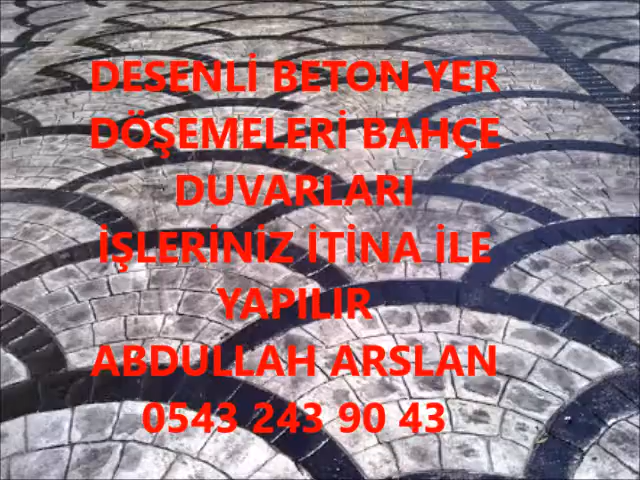 DESENLİ BETON YER
DÖŞEMELERİ BAHÇE
DUVARLARI
İŞLERİNİZ İTİNA İLE
YAPILIR
ABDULLAH ARSLAN
0543 243 90 43